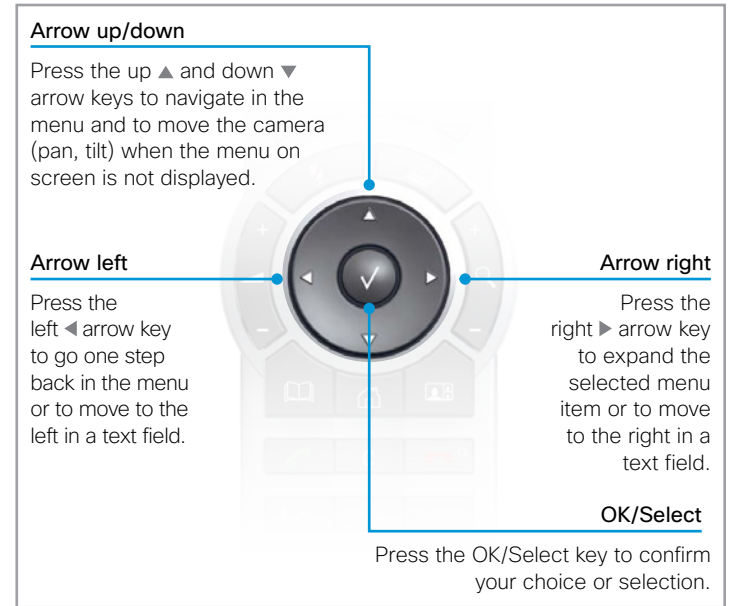 Arrow up/down
Press the up ▲ and down ▼
arrow keys to navigate in the
menu and to move the camera
(pan, tilt) when the menu on
screen is not displayed.
Arrow left
Press the
left ◀ arrow key
to go one step
back in the menu
or to move to the
left in a text field.
Arrow right
Press the
right ▶ arrow key
to expand the
selected menu
item or to move
to the right in a
text field.
OK/Select
Press the OK/Select key to confirm
your choice or selection.